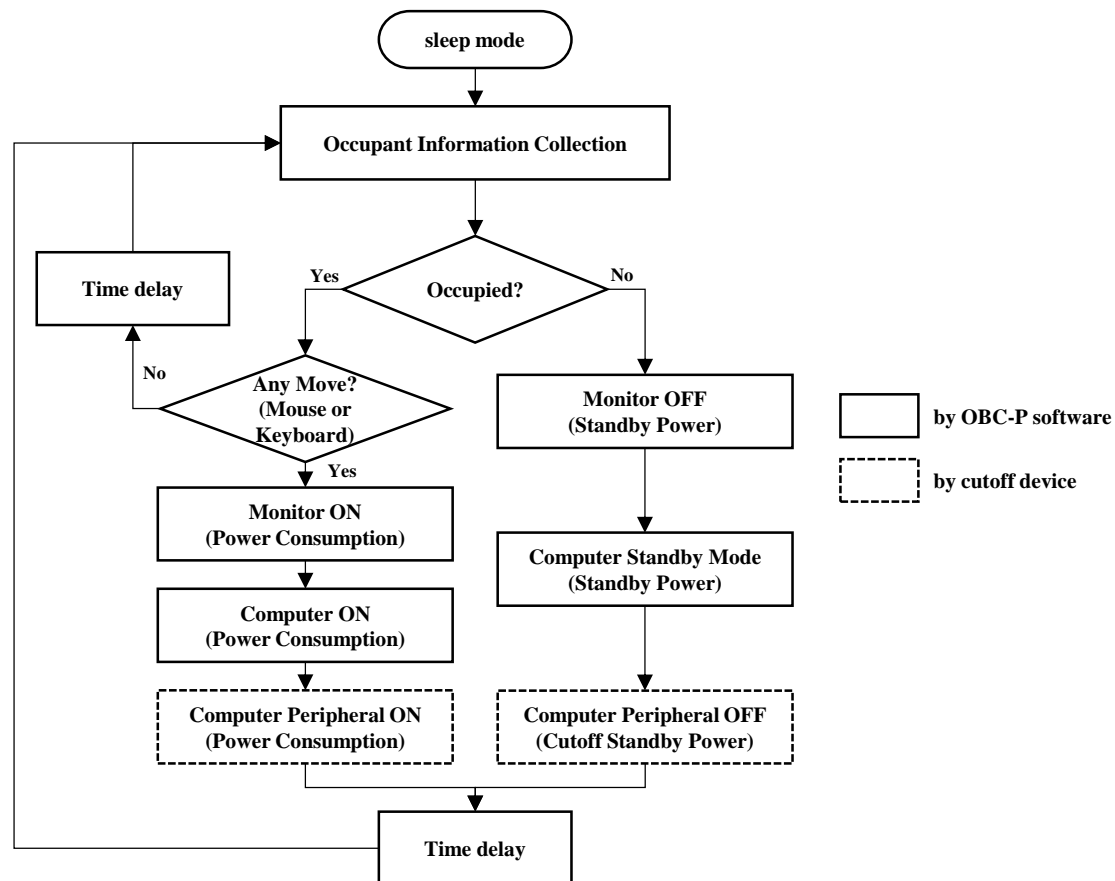 sleep mode
Occupant Information Collection
Time delay
Yes
Occupied?
No
No
Any Move?
(Mouse or
Keyboard)
Yes
Monitor OFF
(Standby Power)
by OBC-P software
by cutoff device
Monitor ON
(Power Consumption)
Computer Standby Mode
(Standby Power)
Computer ON
(Power Consumption)
Computer Peripheral ON
(Power Consumption)
Computer Peripheral OFF
(Cutoff Standby Power)
Time delay